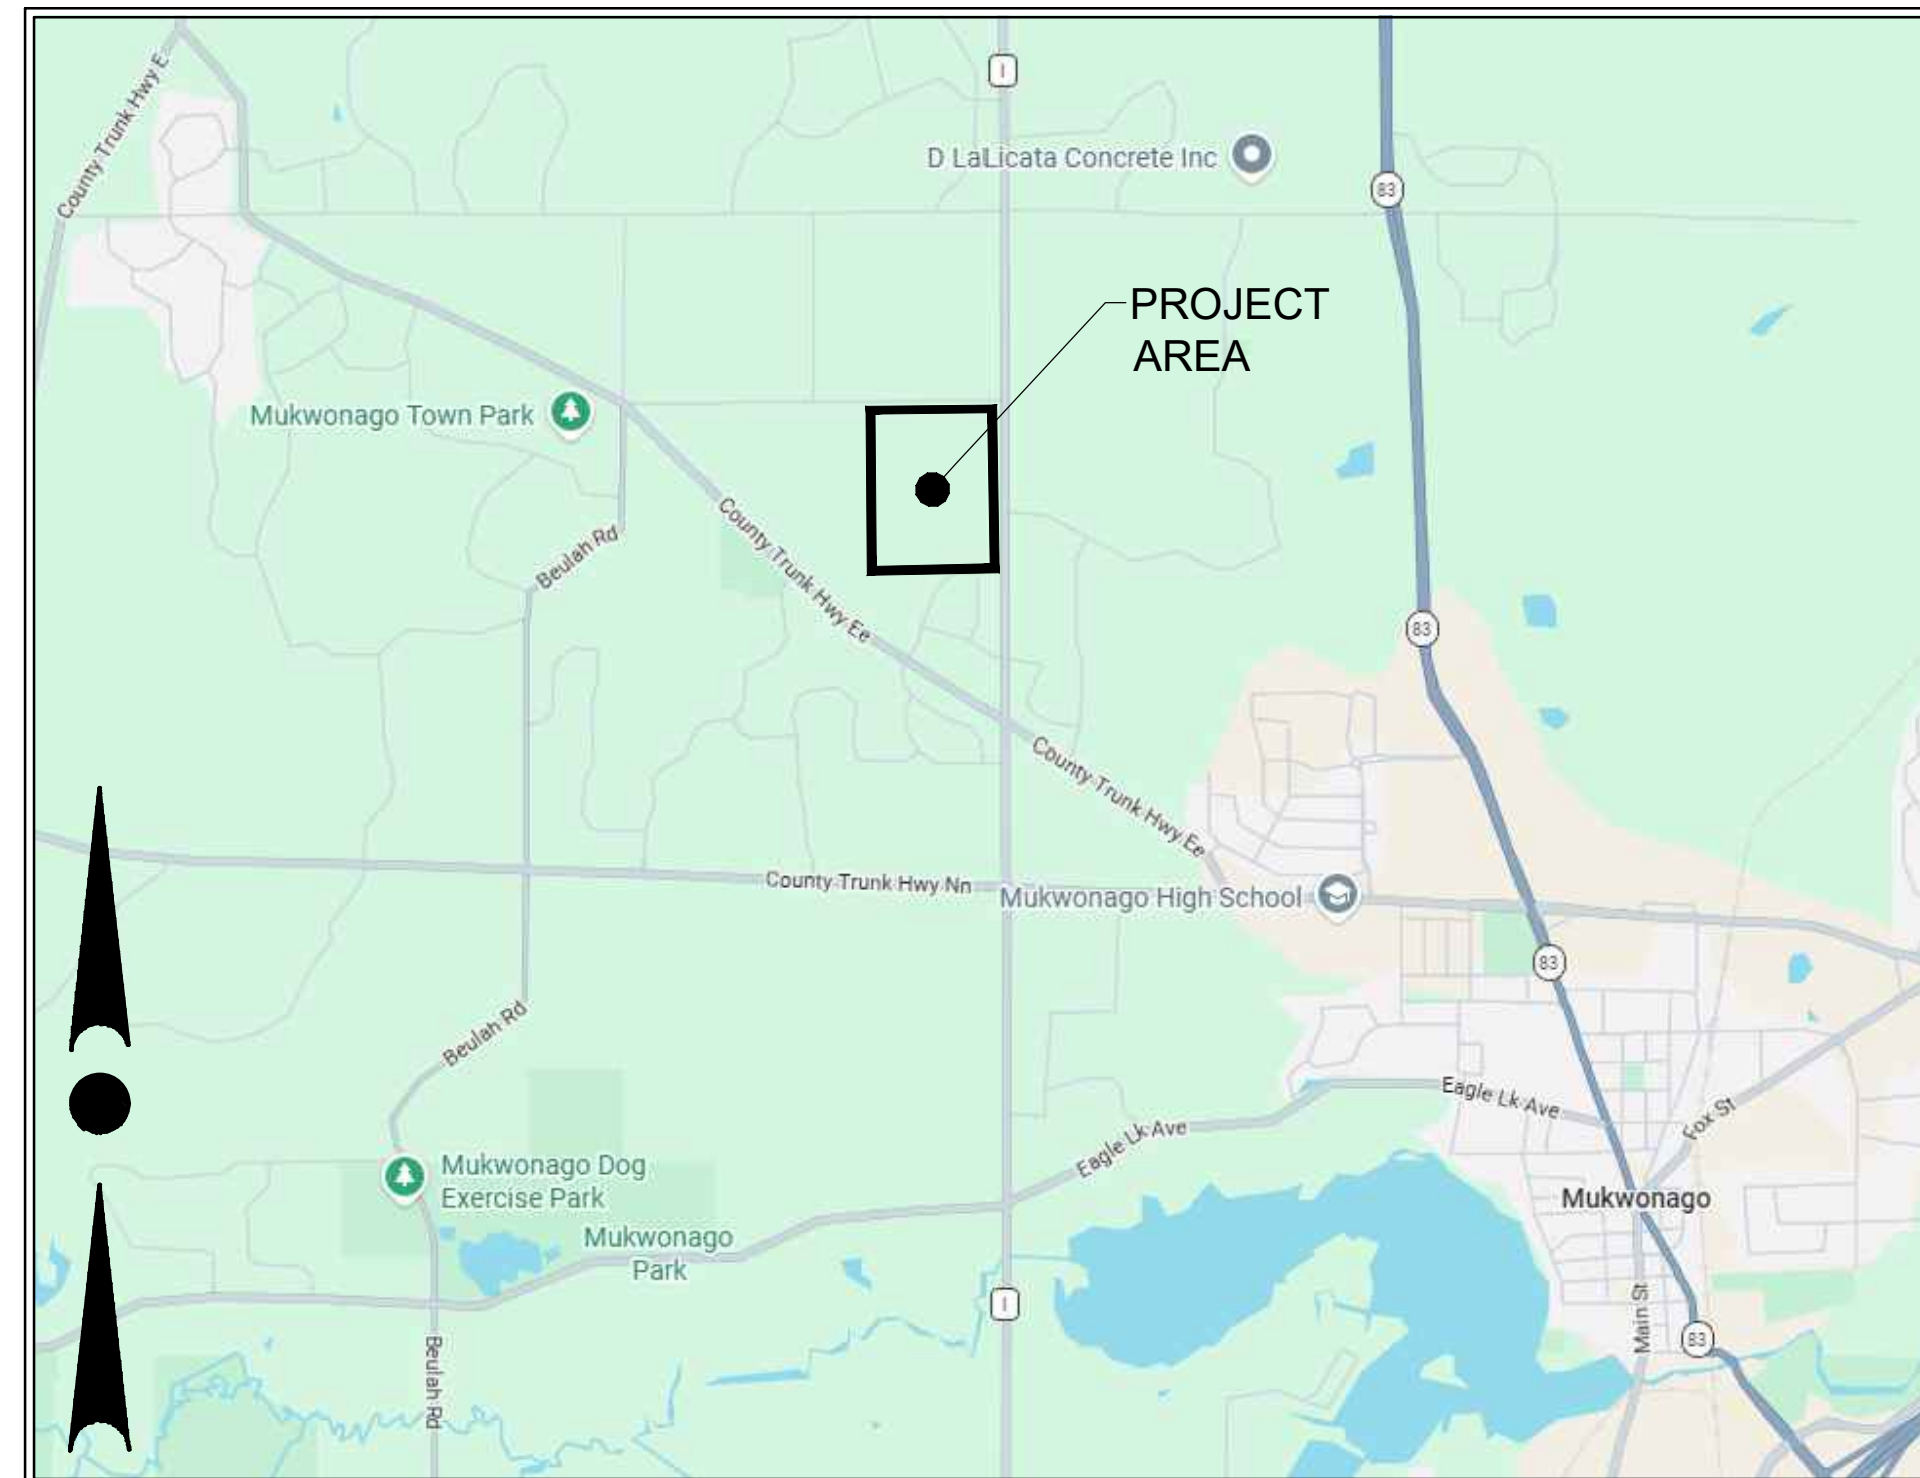 County Trunk Hwy E
I
D LaLicata Concrete Inc
83
PROJECT
AREA
Mukwonago Town Park
County Trunk Hwy Ee
Beulah Rd
83
County Trunk Hwy Ee
County Trunk Hwy Nn
Mukwonago High School
83
Beulah Rd
Eagle Lk Ave
Eagle Lk Ave
Fox St
Mukwonago Dog
Exercise Park
Mukwonago
Mukwonago
Park
I
Main St
83
Beulah Rd